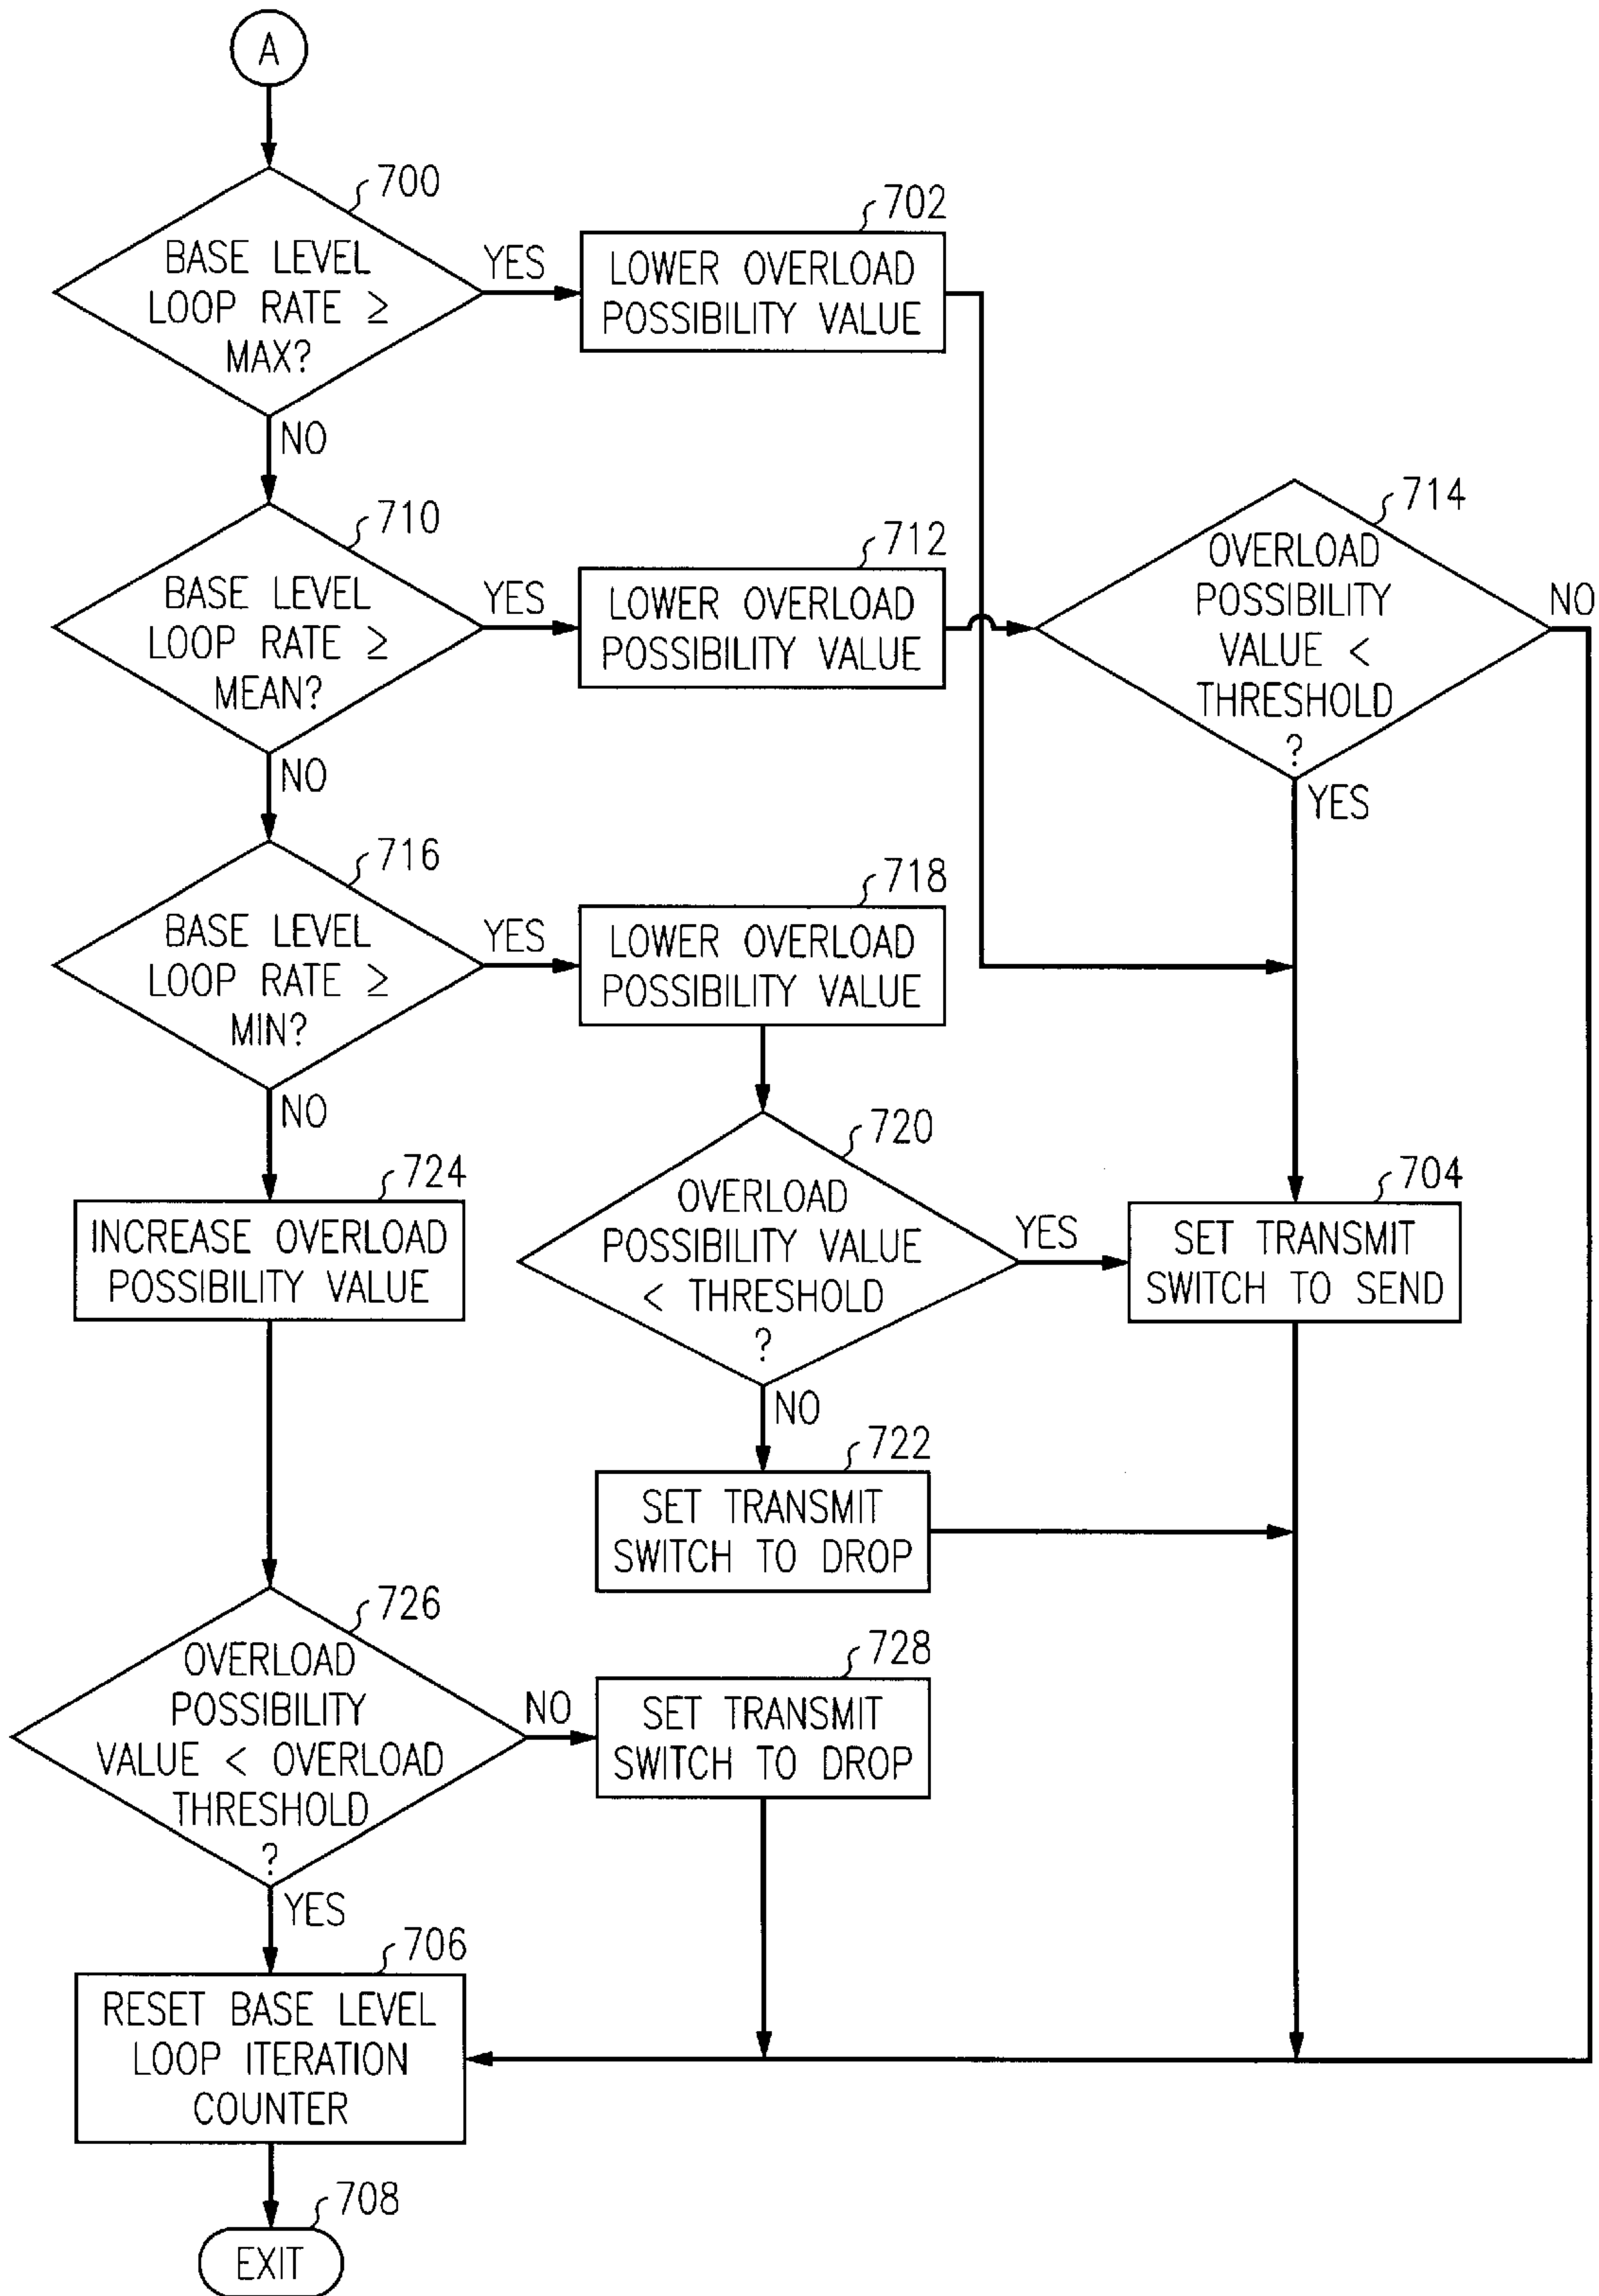 A
700
BASE LEVEL
LOOP RATE ≥
MAX?
YES
NO
702
LOWER OVERLOAD
POSSIBILITY VALUE
710
BASE LEVEL
LOOP RATE ≥
MEAN?
YES
NO
712
LOWER OVERLOAD
POSSIBILITY VALUE
714
OVERLOAD
POSSIBILITY
VALUE <
THRESHOLD
?
NO
YES
716
BASE LEVEL
LOOP RATE ≥
MIN?
YES
NO
718
LOWER OVERLOAD
POSSIBILITY VALUE
720
OVERLOAD
POSSIBILITY VALUE
< THRESHOLD
?
YES
NO
704
SET TRANSMIT
SWITCH TO SEND
724
INCREASE OVERLOAD
POSSIBILITY VALUE
722
SET TRANSMIT
SWITCH TO DROP
726
OVERLOAD
POSSIBILITY
VALUE < OVERLOAD
THRESHOLD
?
NO
YES
728
SET TRANSMIT
SWITCH TO DROP
706
RESET BASE LEVEL
LOOP ITERATION
COUNTER
708
EXIT